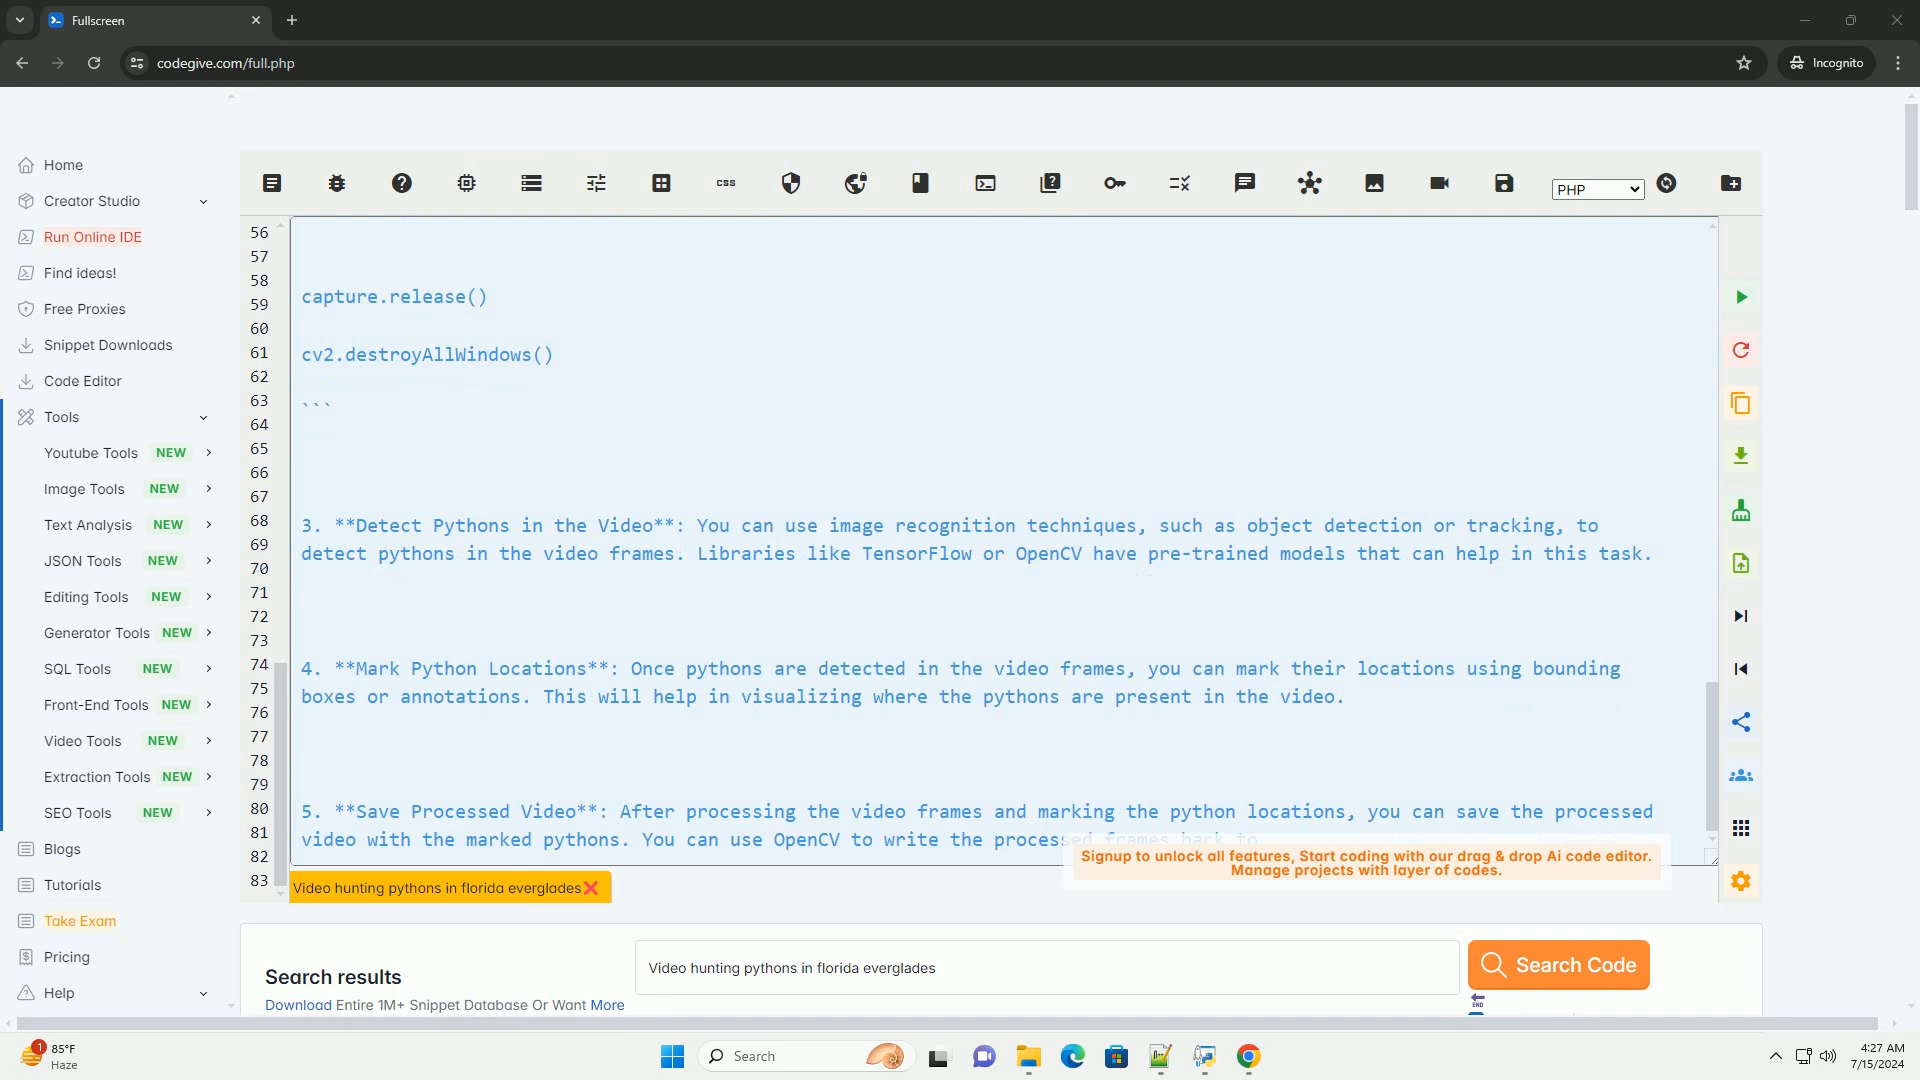 Fullscreen
codegive.com/full.php
Incognito
Home
Creator Studio
Run Online IDE
Find ideas!
Free Proxies
Snippet Downloads
Code Editor
Tools
Youtube Tools NEW
Image Tools NEW
Text Analysis NEW
JSON Tools NEW
Editing Tools NEW
Generator Tools NEW
SQL Tools NEW
Front-End Tools NEW
Video Tools NEW
Extraction Tools NEW
SEO Tools NEW
Blogs
Tutorials
Take Exam
Pricing
Help
css
PHP
56
57
58
59
60
61
62
63
64
65
66
67
68
69
70
71
72
73
74
75
76
77
78
79
80
81
82
83
capture.release()
cv2.destroyAllWindows()
```
3. **Detect Pythons in the Video**: You can use image recognition techniques, such as object detection or tracking, to
detect pythons in the video frames. Libraries like TensorFlow or OpenCV have pre-trained models that can help in this task.
4. **Mark Python Locations**: Once pythons are detected in the video frames, you can mark their locations using bounding
boxes or annotations. This will help in visualizing where the pythons are present in the video.
5. **Save Processed Video**: After processing the video frames and marking the python locations, you can save the processed
video with the marked pythons. You can use OpenCV to write the processed frames back to
Signup to unlock all features, Start coding with our drag & drop Ai code editor.
Manage projects with layer of codes.
Video hunting pythons in florida everglades
Search results
Download Entire 1M+ Snippet Database Or Want More
Video hunting pythons in florida everglades
Search Code
END
1
85°F
Haze
Search
4:27 AM
7/15/2024